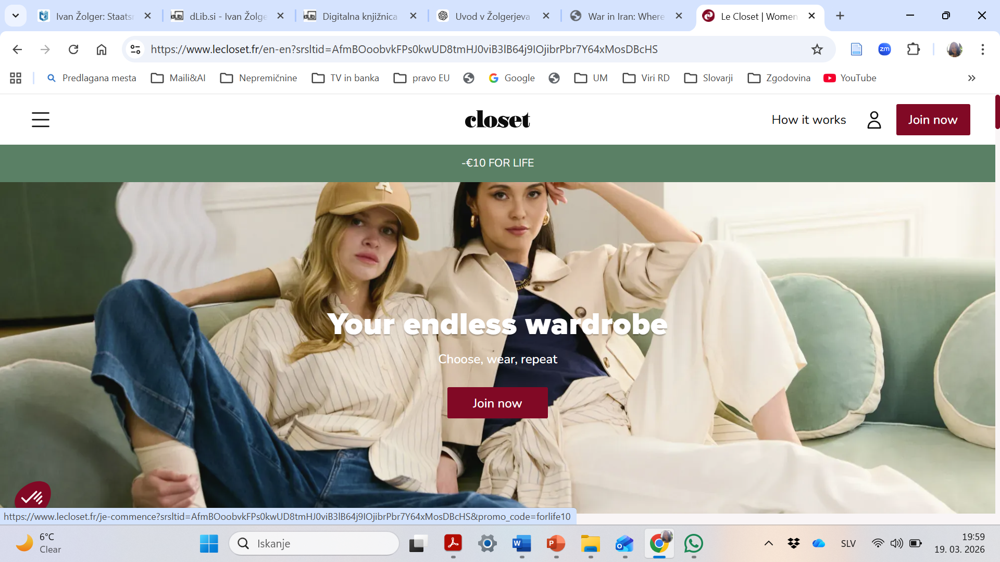 Ivan Žolger: Staatsr
dLib.si - Ivan Žolge
Digitalna knjižnica
Uvod v Žolgerjeva
War in Iran: Where
Le Closet | Women
https://www.lecloset.fr/en-en?srsltid=AfmBOoobvkFPs0kwUD8tmHJ0viB3lB64j9IOjibrPbr7Y64xMosDBcHS
zm
Predlagana mesta
Maili&AI
Nepremičnine
TV in banka
pravo EU
Google
UM
Viri RD
Slovarji
Zgodovina
YouTube
closet
How it works
Join now
-€10 FOR LIFE
A
Your endless wardrobe
Choose, wear, repeat
Join now
https://www.lecloset.fr/je-commence?srsltid=AfmBOoobvkFPs0kwUD8tmHJ0viB3lB64j9IOjibrPbr7Y64xMosDBcHS&promo_code=forlife10
6°C
Clear
Iskanje
SLV
19:59
19. 03. 2026